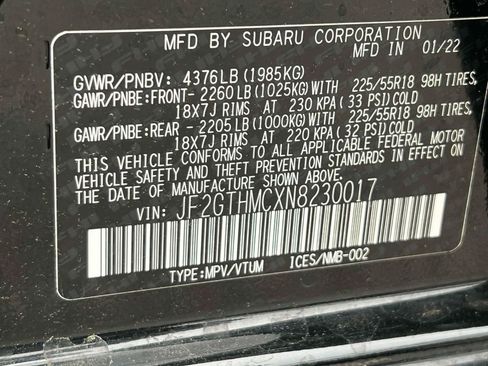 MFD BY SUBARU CORPORATION
MFD IN 01/22
GVWR/PNBV: 4376LB (1985KG)
GAWR/PNBE: FRONT- 2260LB (1025KG)WITH 225/55R18 98H TIRES,
18X7J RIMS AT 230 KPA (33 PSI)COLD
GAWR/PNBE: REAR - 2205LB (1000KG)WITH 225/55R18 98H TIRES,
18X7J RIMS AT 220 KPA (32 PSI)COLD
THIS VEHICLE CONFORMS TO ALL APPLICABLE FEDERAL MOTOR
VEHICLE SAFETY AND THEFT PREVENTION STANDARDS IN EFFECT ON
THE DATE OF MANUFACTURE SHOWN ABOVE.
VIN: JF2GTHMCXN8230017
TYPE:MPV/VTUM ICES/NMB-002